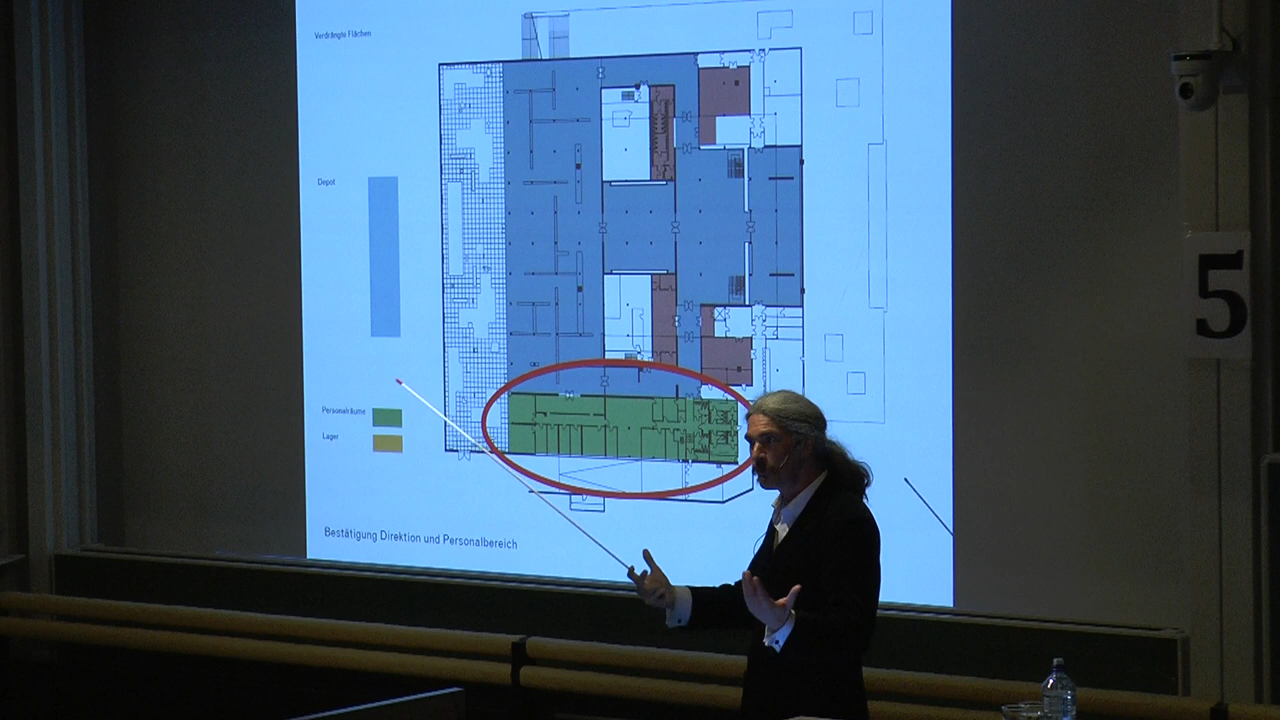 Verdrängte Flächen
Depot
Personalräume
Lager
Bestätigung Direktion und Personalbereich
5